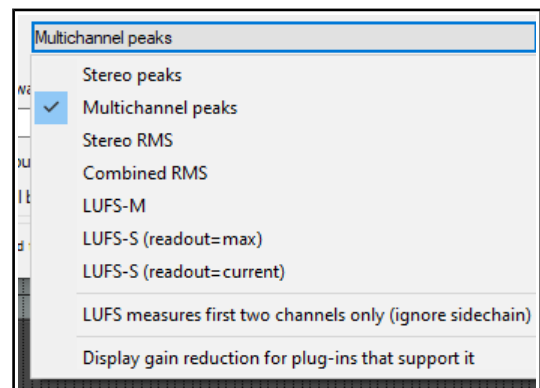 Multichannel peaks
Stereo peaks
Multichannel peaks
Stereo RMS
Combined RMS
LUFS-M
LUFS-S (readout=max)
LUFS-S (readout=current)
LUFS measures first two channels only (ignore sidechain)
Display gain reduction for plug-ins that support it